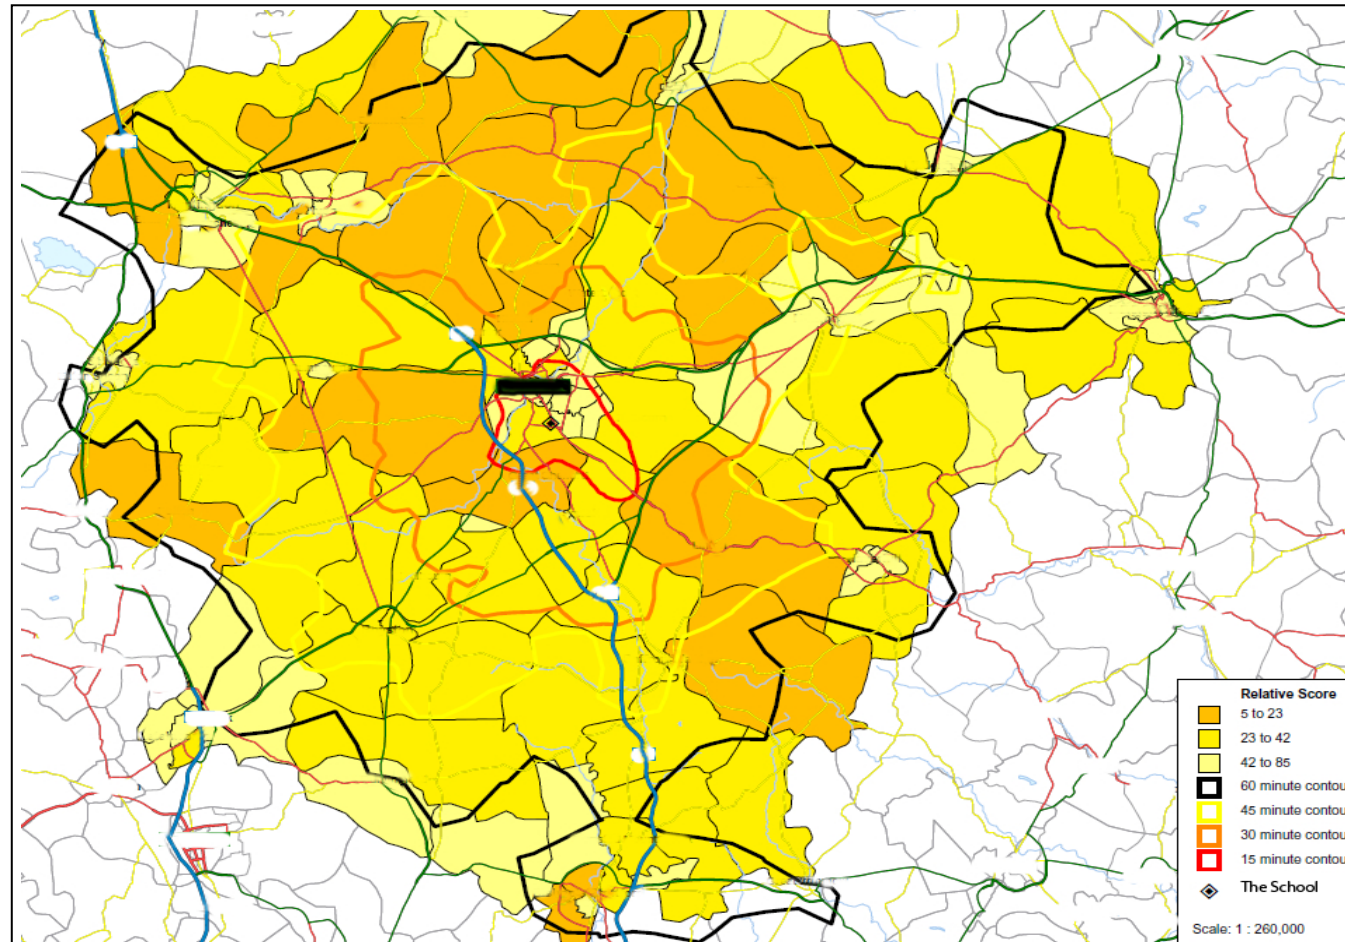 Relative Score
5 to 23
23 to 42
42 to 85
60 minute contou
45 minute contou
30 minute contou
15 minute contou
The School
Scale: 1 : 260,000